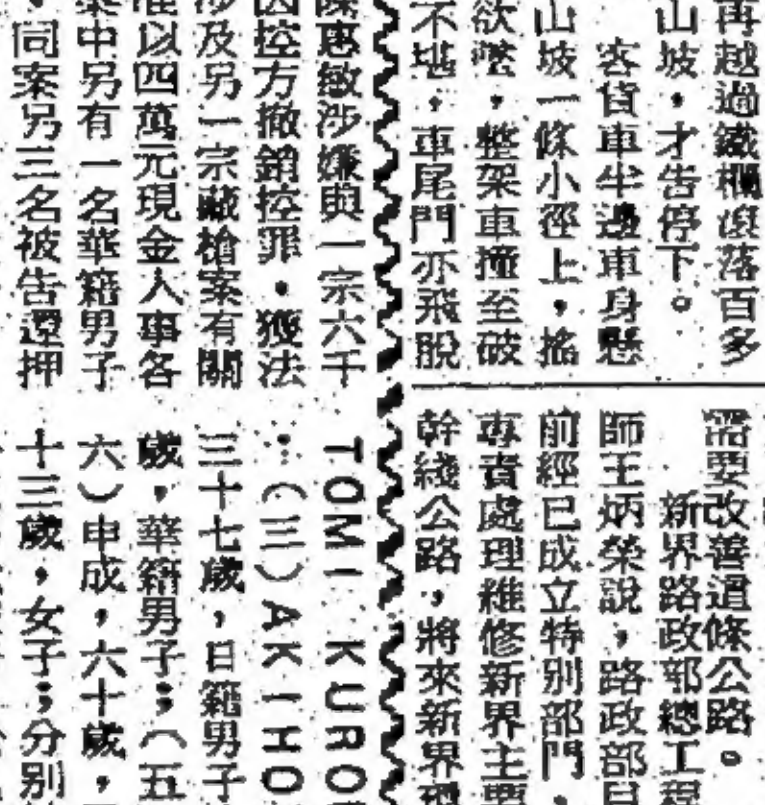 再越過鐵欄滾落百多
山坡，才告停下。
客貨車半邊車身懸
山坡一條小徑上，搖
欲墜，整架車撞至破
不堪，車尾門亦飛脫
需要改善這條公路。
新界路政部總工程
師王炳榮說，路政部
前經已成立特別部門，
專責處理維修新界主要
幹綫公路，將來新界
惠敏涉嫌與一宗六千
因控方撤銷控罪，獲法
涉及另一宗藏槍案有關
准以四萬元現金人事各
案中另有一名華籍男子
，同案另三名被告還押
TOMI KURO
：（三）AKIHO
三十七歲，日籍男子
歲，華籍男子；（五
六）申成，六十歲，
十三歲，女子；分別